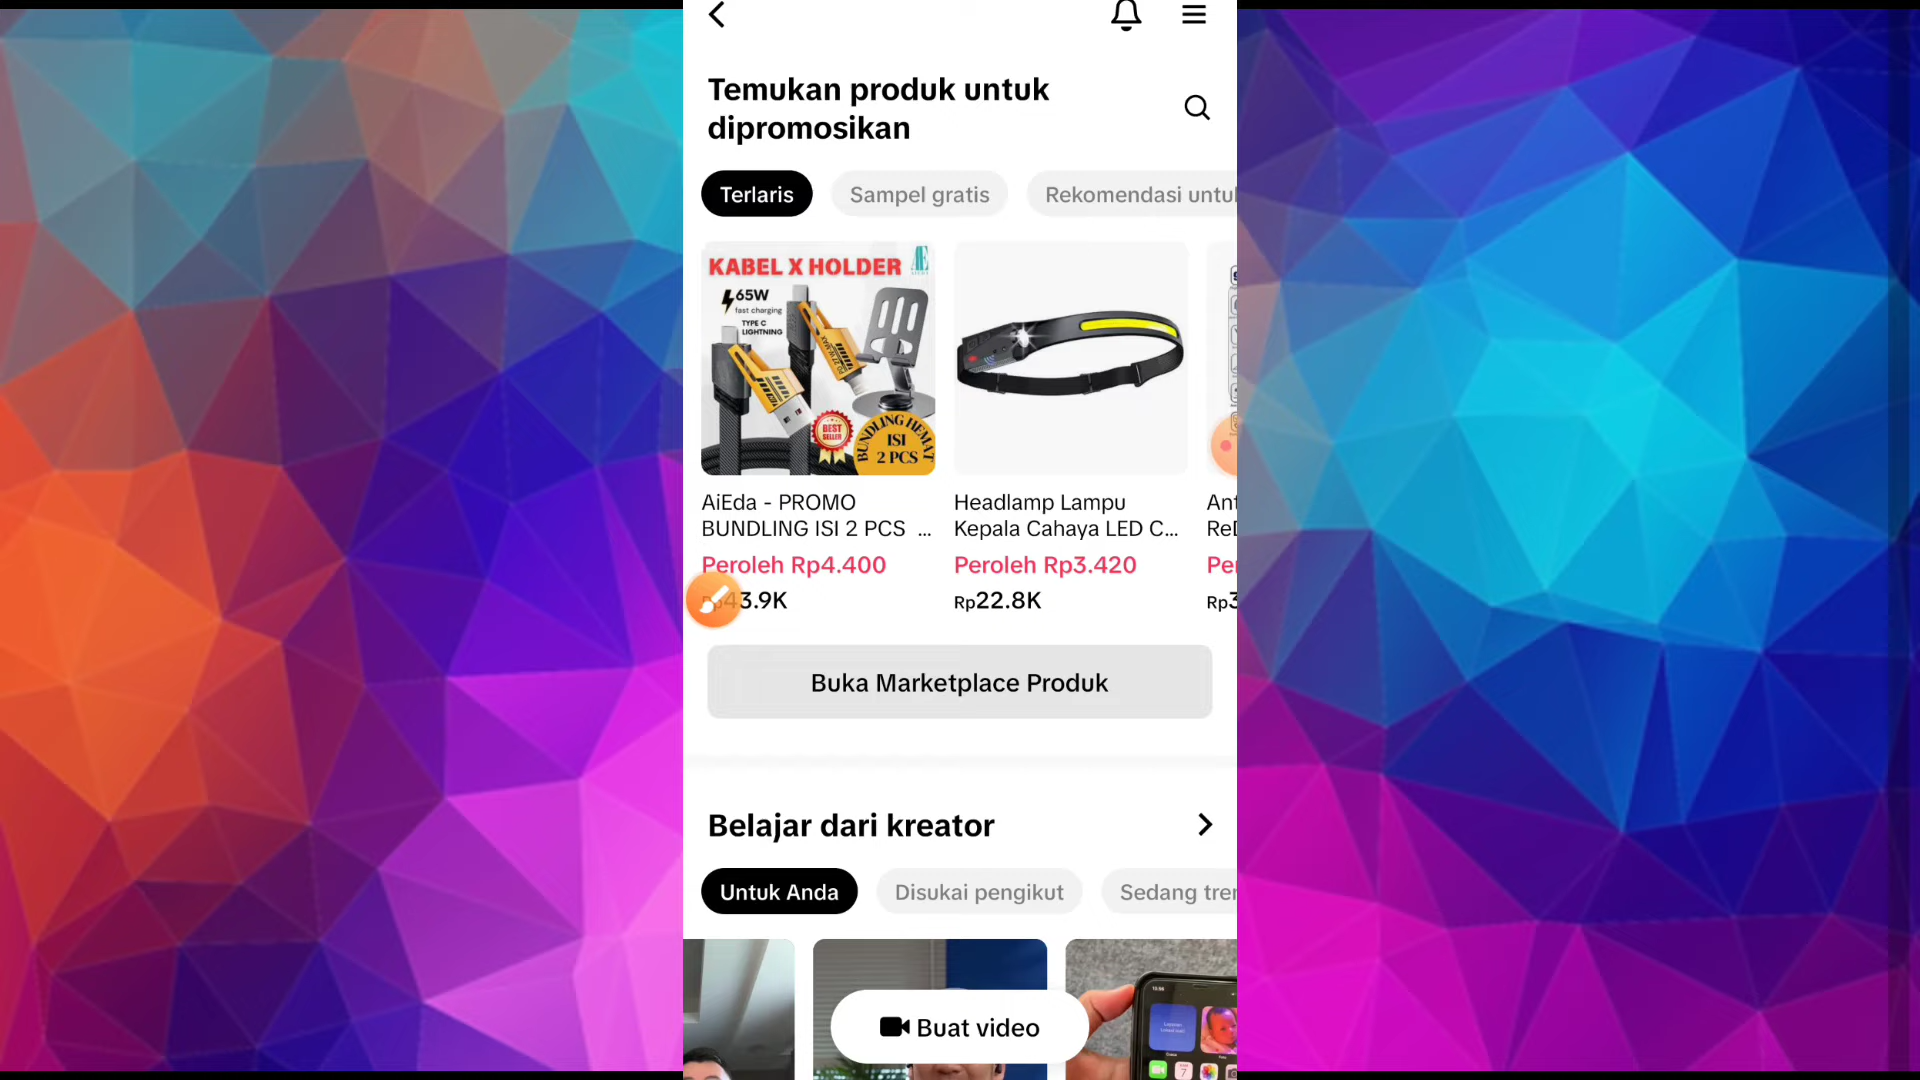 Temukan produk untuk
dipromosikan
Terlaris
Sampel gratis
Rekomendasi untu
KABEL X HOLDER
65W
fast charging
TYPE C
LIGHTNING
BEST
SELLER
BUNDLING HEMAT
ISI
2 PCS
AiEda - PROMO
BUNDLING ISI 2 PCS ...
Peroleh Rp4.400
Rp43.9K
Headlamp Lampu
Kepala Cahaya LED C...
Peroleh Rp3.420
Rp22.8K
Buka Marketplace Produk
Belajar dari kreator
Untuk Anda
Disukai pengikut
Sedang tre
Buat video